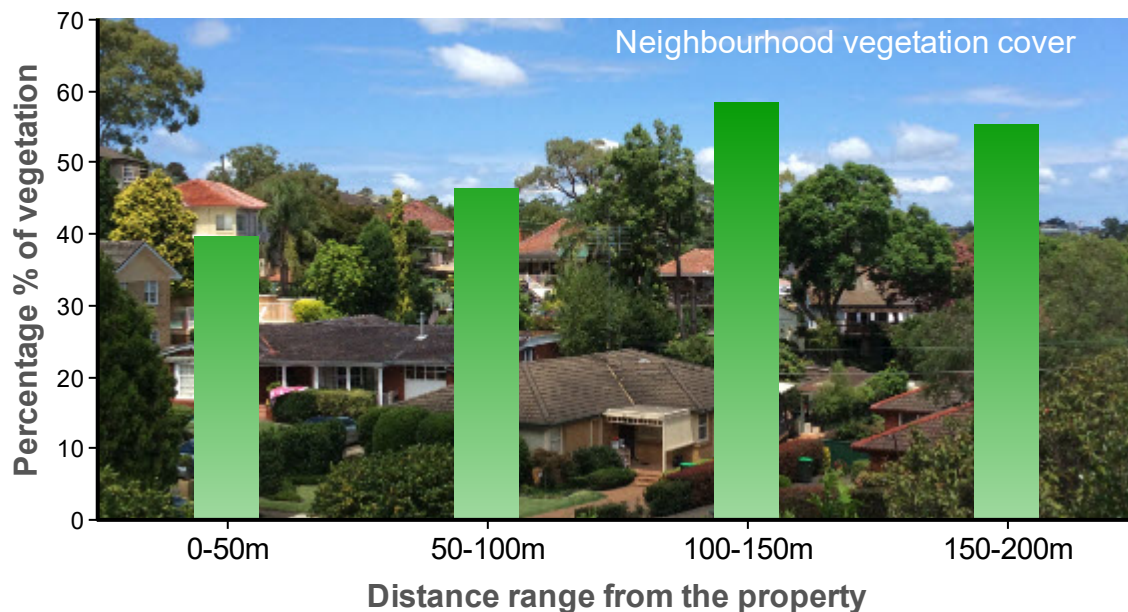 Neighbourhood vegetation cover
Percentage % of vegetation
70
60
50
40
30
20
10
0
0-50m
50-100m
100-150m
150-200m
Distance range from the property